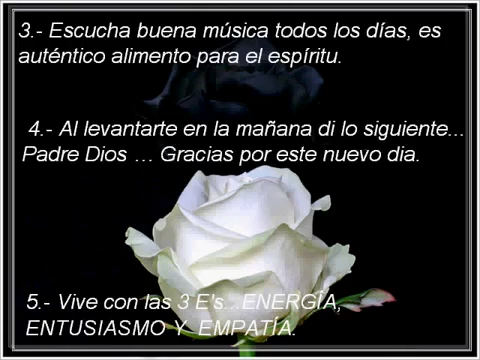 3.- Escucha buena música todos los días, es
auténtico alimento para el espíritu.
4.- Al levantarte en la mañana di lo siguiente...
Padre Dios … Gracias por este nuevo dia.
5.- Vive con las 3 E's...ENERGÍA,
ENTUSIASMO Y EMPATÍA.